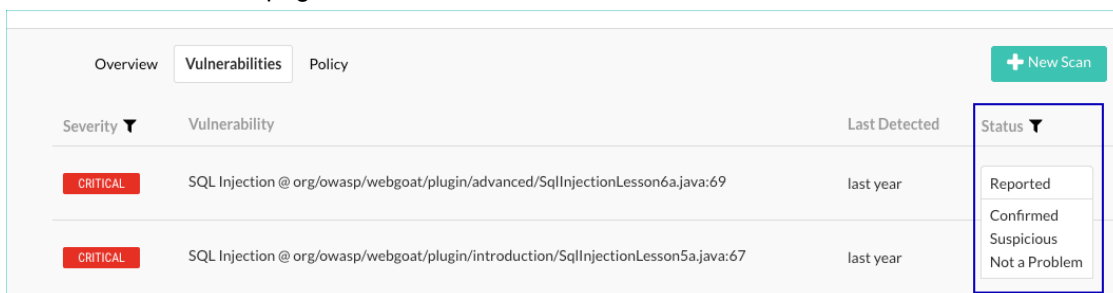 Overview Vulnerabilities Policy New Scan
Severity Vulnerability Last Detected Status
CRITICAL SQL Injection @ org/owasp/webgoat/plugin/advanced/SqlInjectionLesson6a.java:69 last year Reported
Confirmed
Suspicious
CRITICAL SQL Injection @ org/owasp/webgoat/plugin/introduction/SqlInjectionLesson5a.java:67 last year Not a Problem